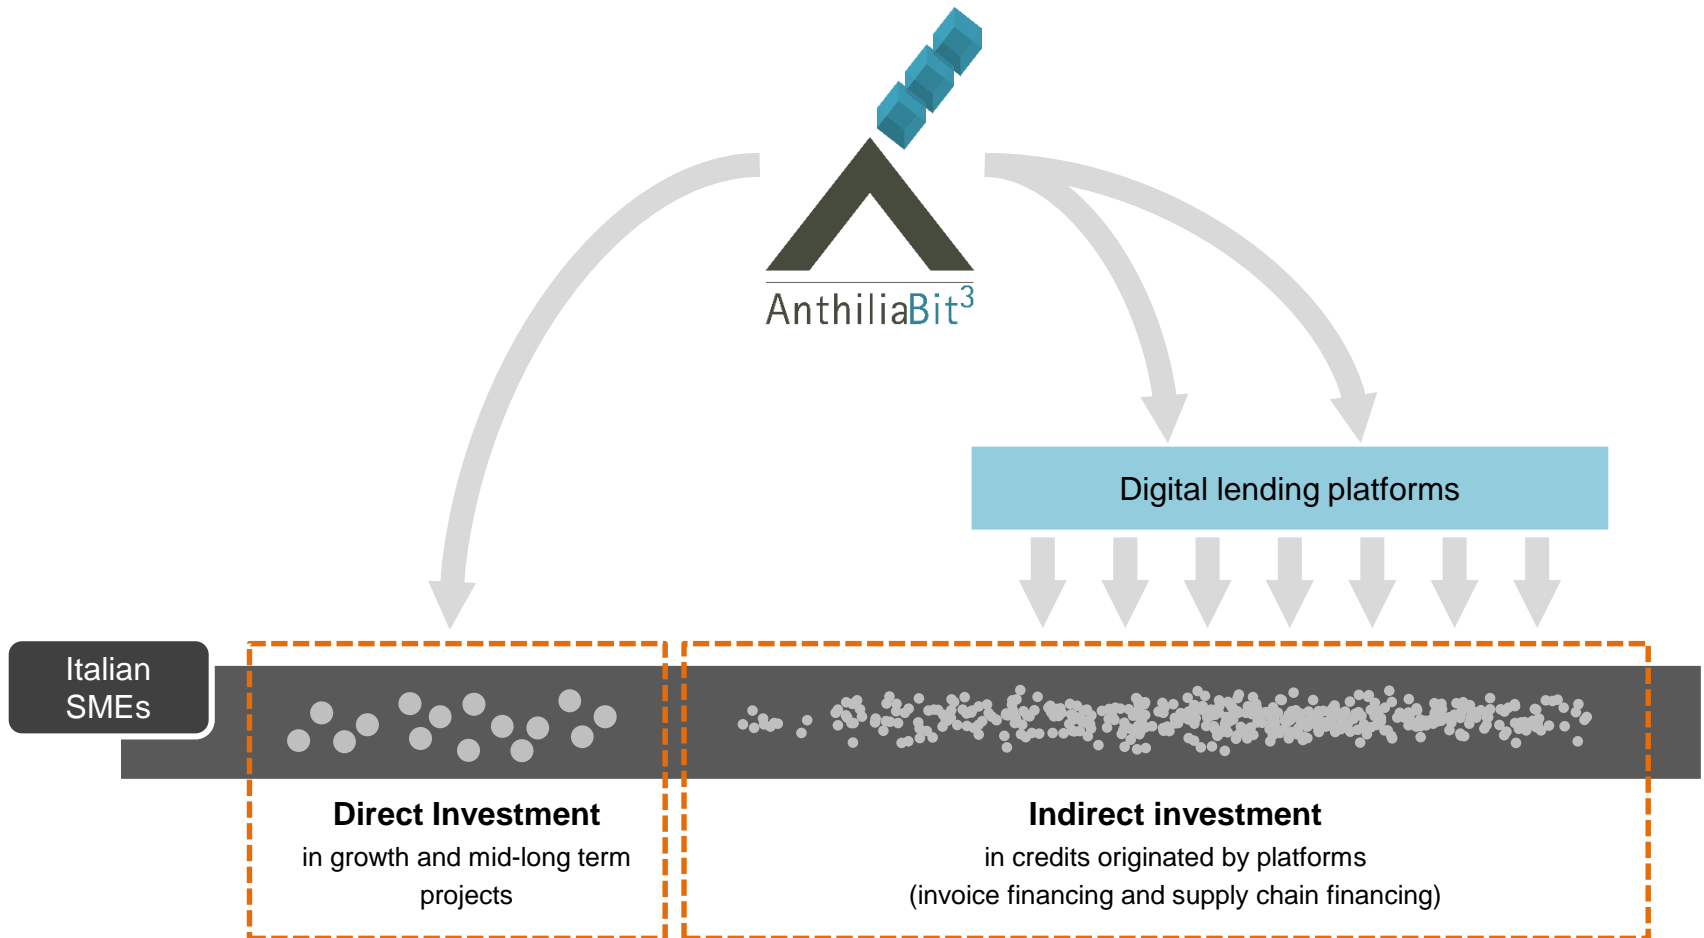 AnthiliaBit³
Digital lending platforms
Italian
SMEs
Direct Investment
in growth and mid-long term
projects
Indirect investment
in credits originated by platforms
(invoice financing and supply chain financing)